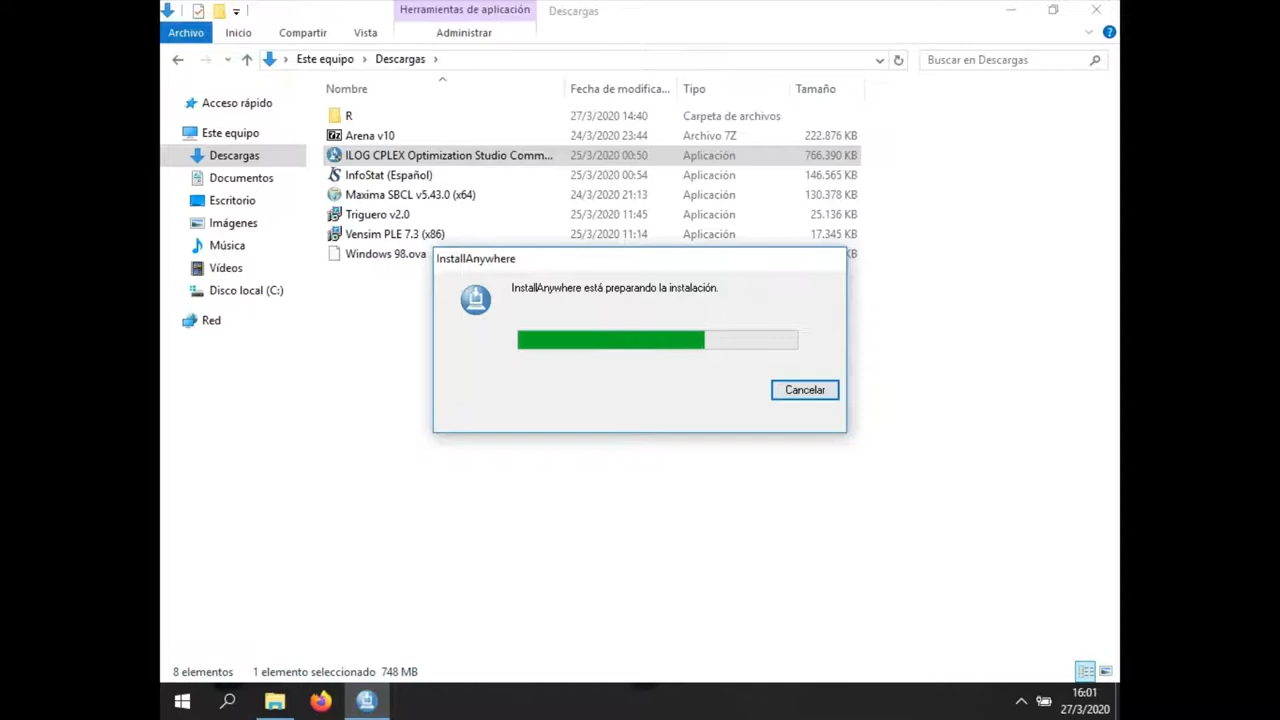 Herramientas de aplicación
Descargas
Archivo
Inicio
Compartir
Vista
Administrar
Este equipo
Descargas
Buscar en Descargas
Nombre
Fecha de modifica...
Tipo
Tamaño
Acceso rápido
Este equipo
Descargas
Documentos
Escritorio
Imágenes
Música
Vídeos
Disco local (C:)
Red
R 27/3/2020 14:40 Carpeta de archivos
Arena v10 24/3/2020 23:44 Archivo 7Z 222.876 KB
ILOG CPLEX Optimization Studio Comm... 25/3/2020 00:50 Aplicación 766.390 KB
InfoStat (Español) 25/3/2020 00:54 Aplicación 146.565 KB
Maxima SBCL v5.43.0 (x64) 24/3/2020 21:13 Aplicación 130.378 KB
Triguero v2.0 25/3/2020 11:45 Aplicación 25.136 KB
Vensim PLE 7.3 (x86) 25/3/2020 11:14 Aplicación 17.345 KB
Windows 98.ova KB
InstallAnywhere
InstallAnywhere está preparando la instalación.
Cancelar
8 elementos 1 elemento seleccionado 748 MB
16:01
27/3/2020